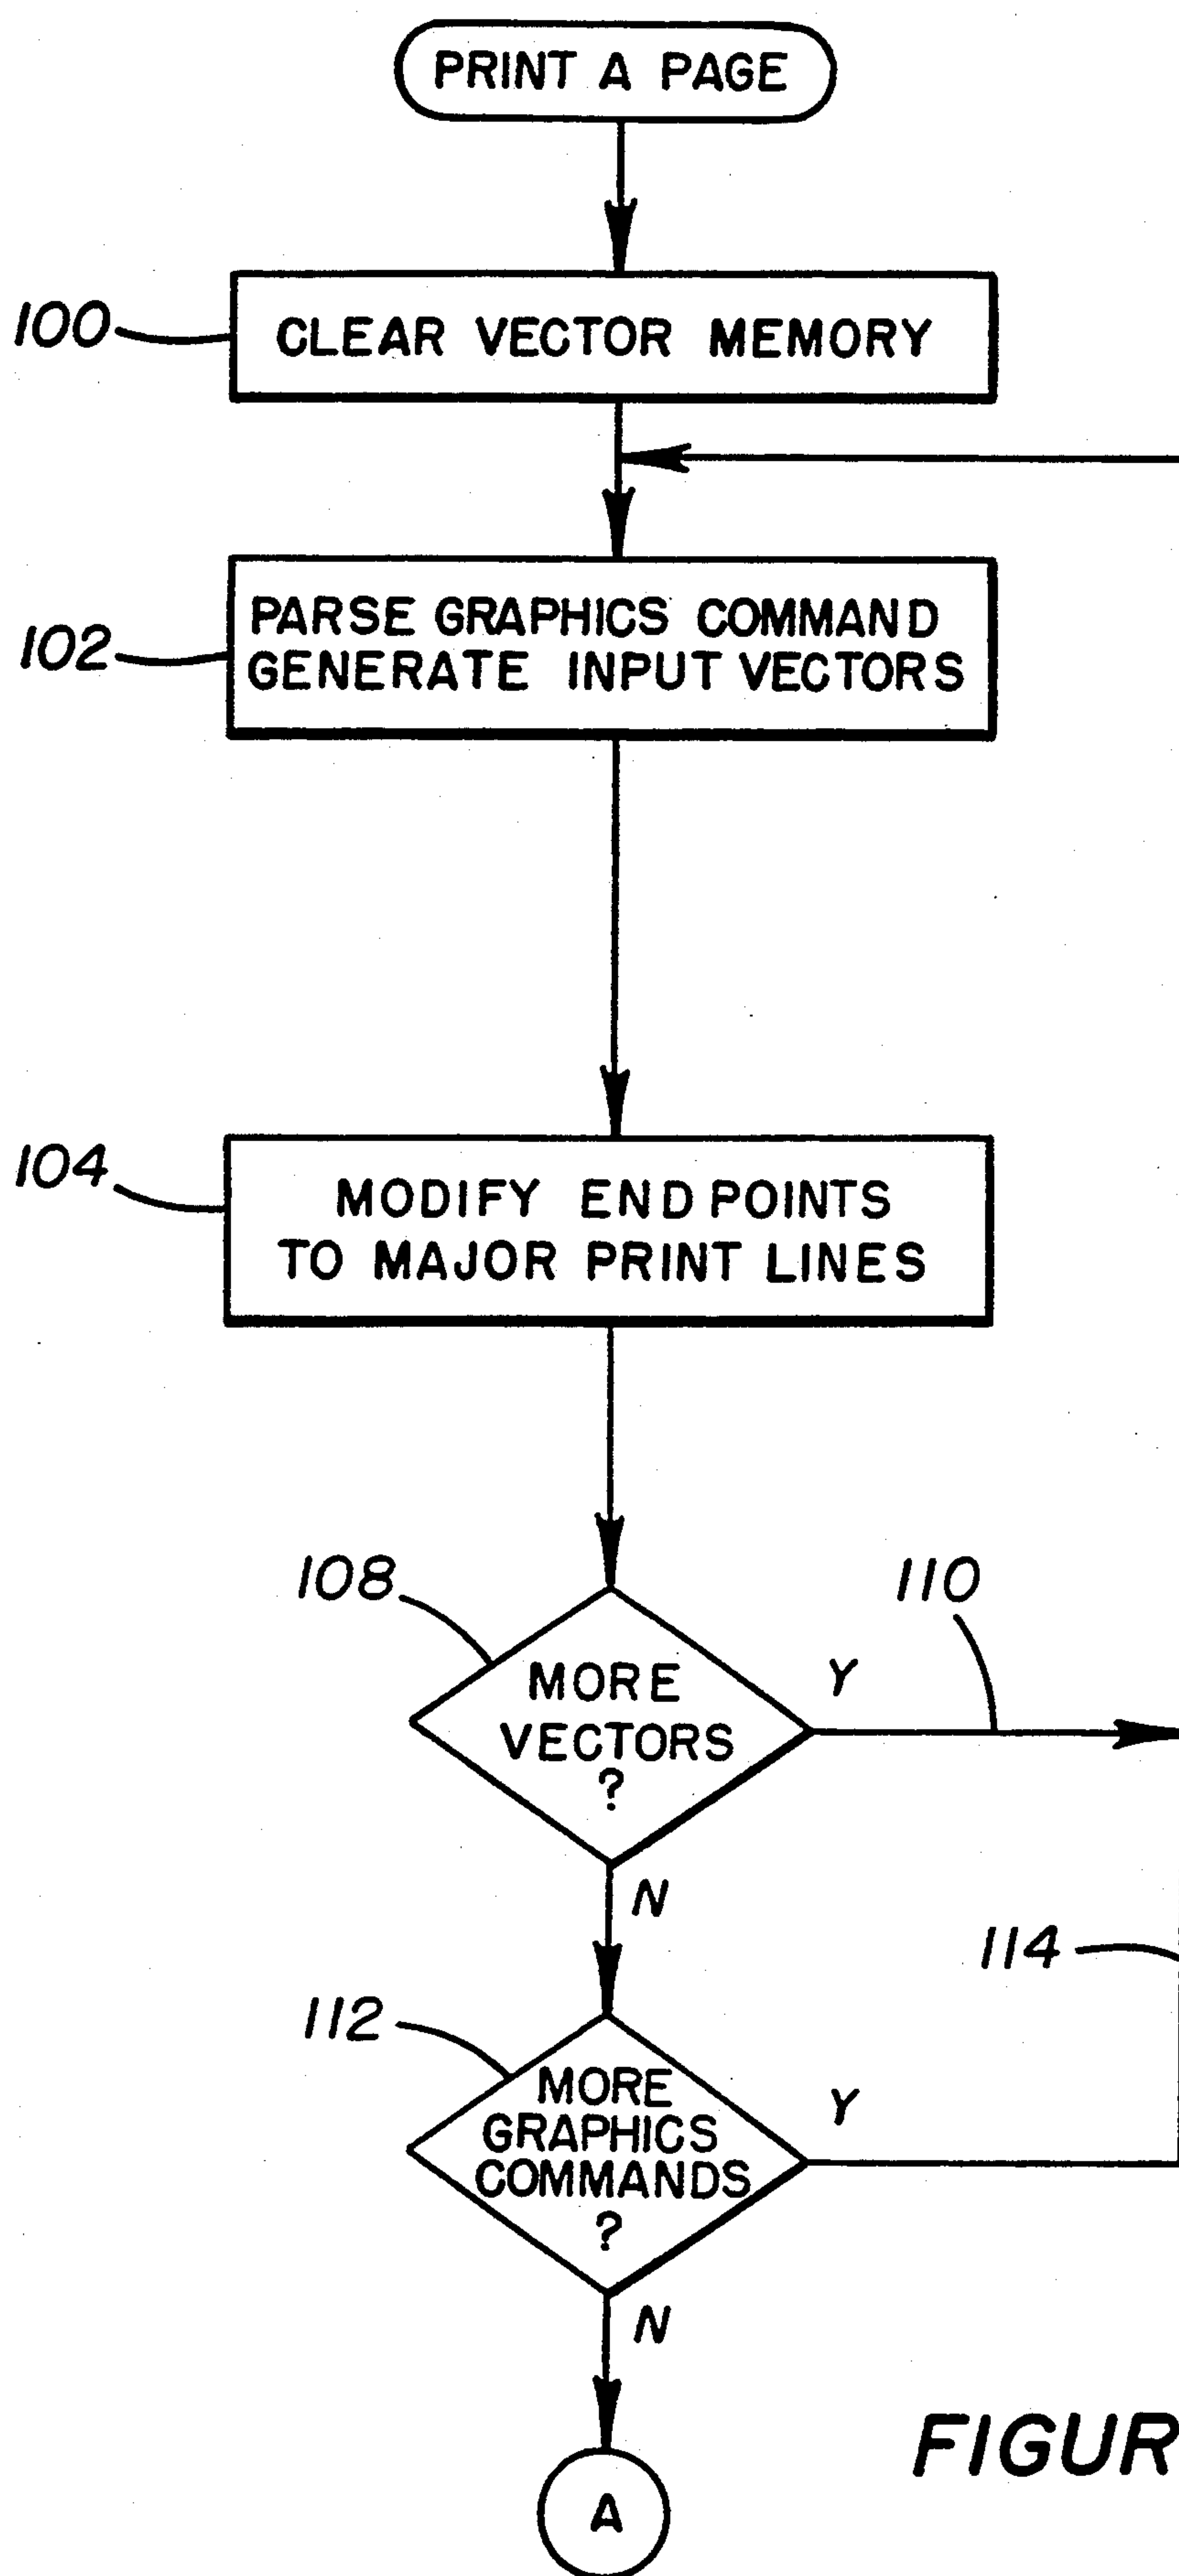 PRINT A PAGE
100
CLEAR VECTOR MEMORY
102
PARSE GRAPHICS COMMAND
GENERATE INPUT VECTORS
104
MODIFY END POINTS
TO MAJOR PRINT LINES
108
110
MORE
VECTORS
?
Y
N
114
112
MORE
GRAPHICS
COMMANDS
?
Y
N
FIGUR
A